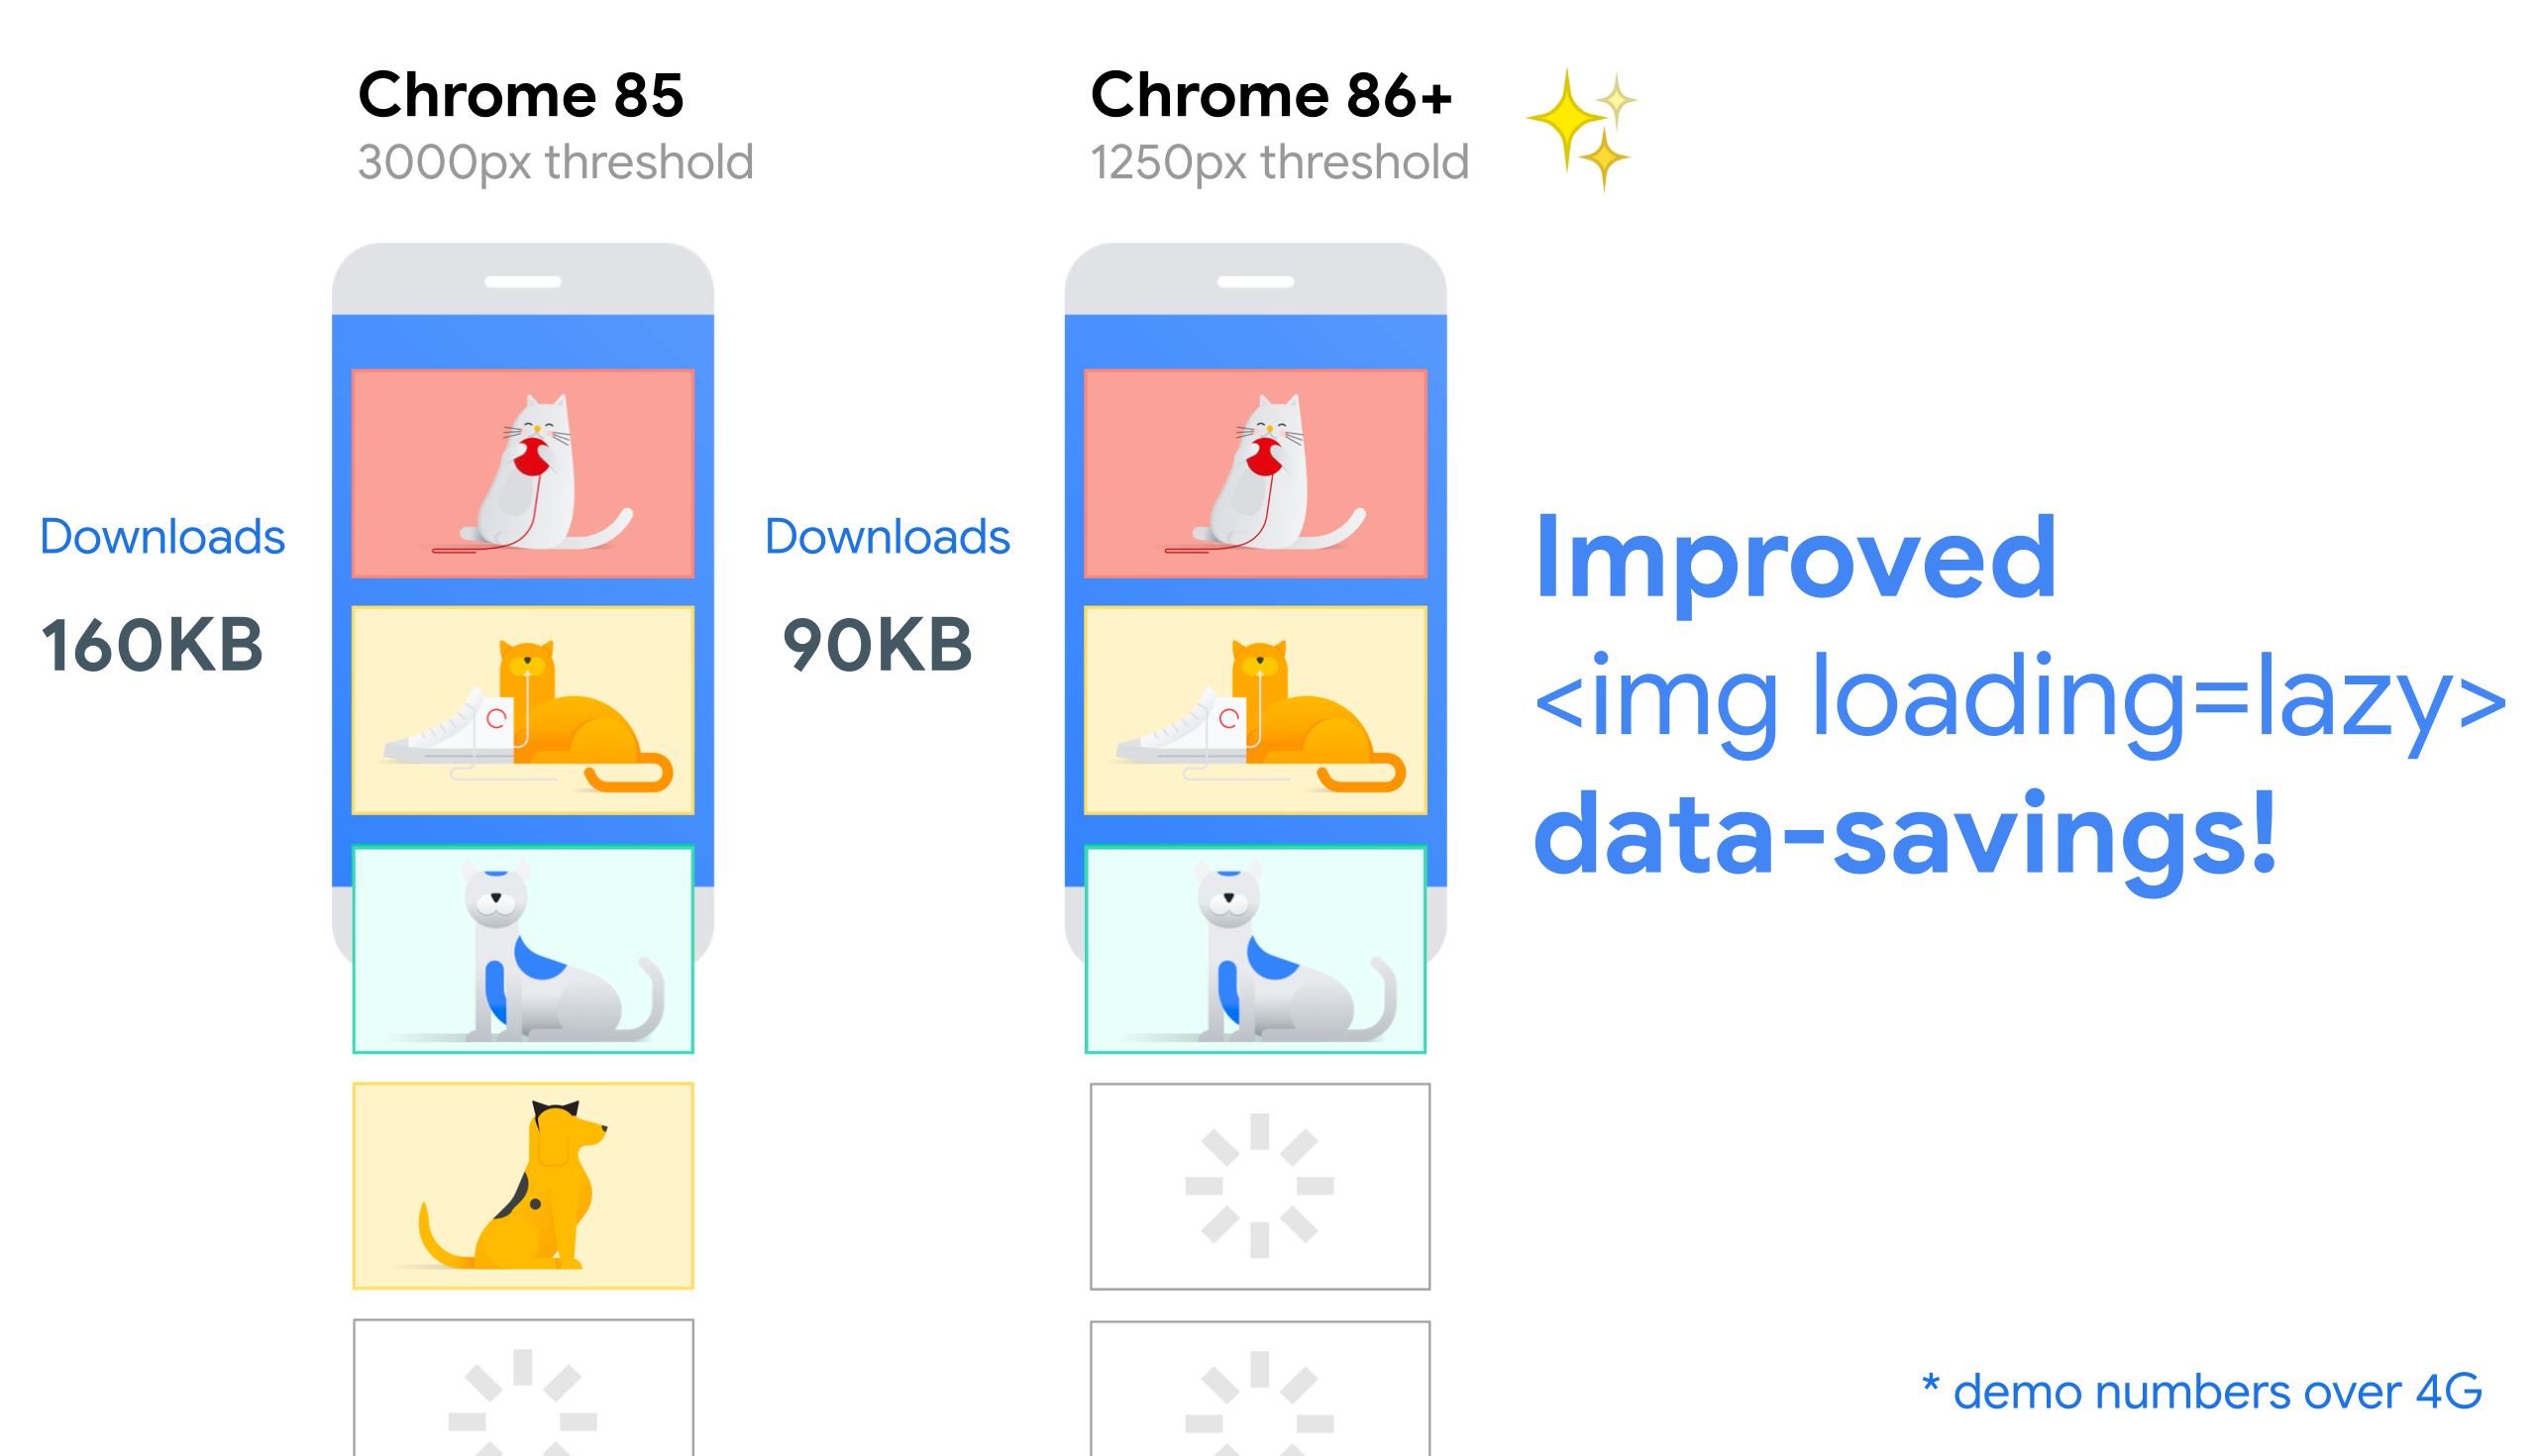 Chrome 85
3000px threshold
Chrome 86+
1250px threshold
Downloads
160KB
Downloads
90KB
Improved
<img loading=lazy>
data-savings!
* demo numbers over 4G